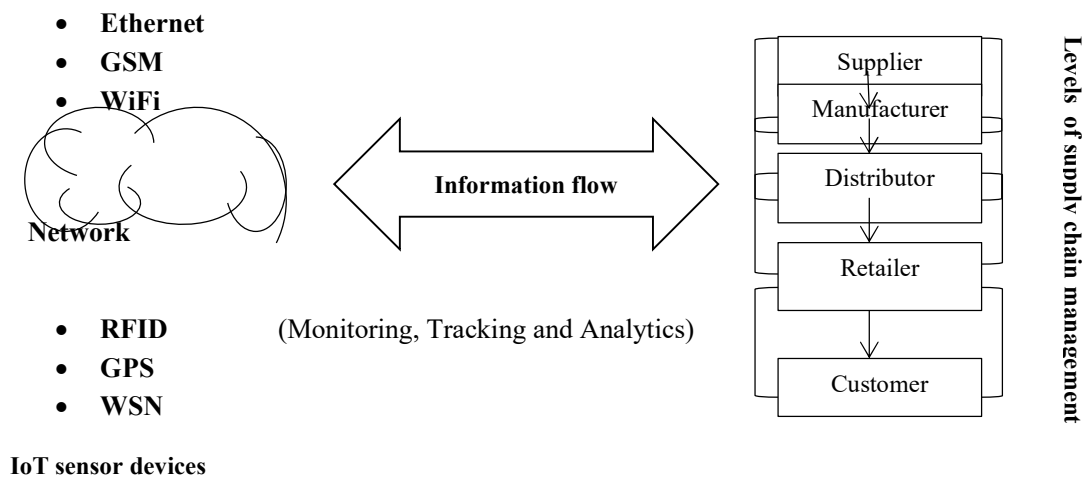 • Ethernet
• GSM
• WiFi
Network
• RFID
• GPS
• WSN
IoT sensor devices
Information flow
(Monitoring, Tracking and Analytics)
Supplier
Manufacturer
Distributor
Retailer
Customer
Levels of supply chain management